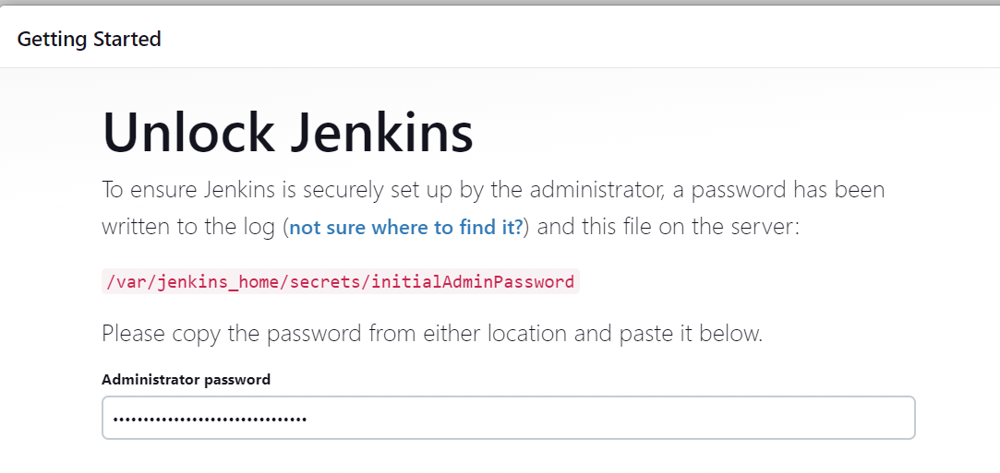 Getting Started
Unlock Jenkins
To ensure Jenkins is securely set up by the administrator, a password has been
written to the log (not sure where to find it?) and this file on the server:
/var/jenkins_home/secrets/initialAdminPassword
Please copy the password from either location and paste it below.
Administrator password
••••••••••••••••••••••••••••••••